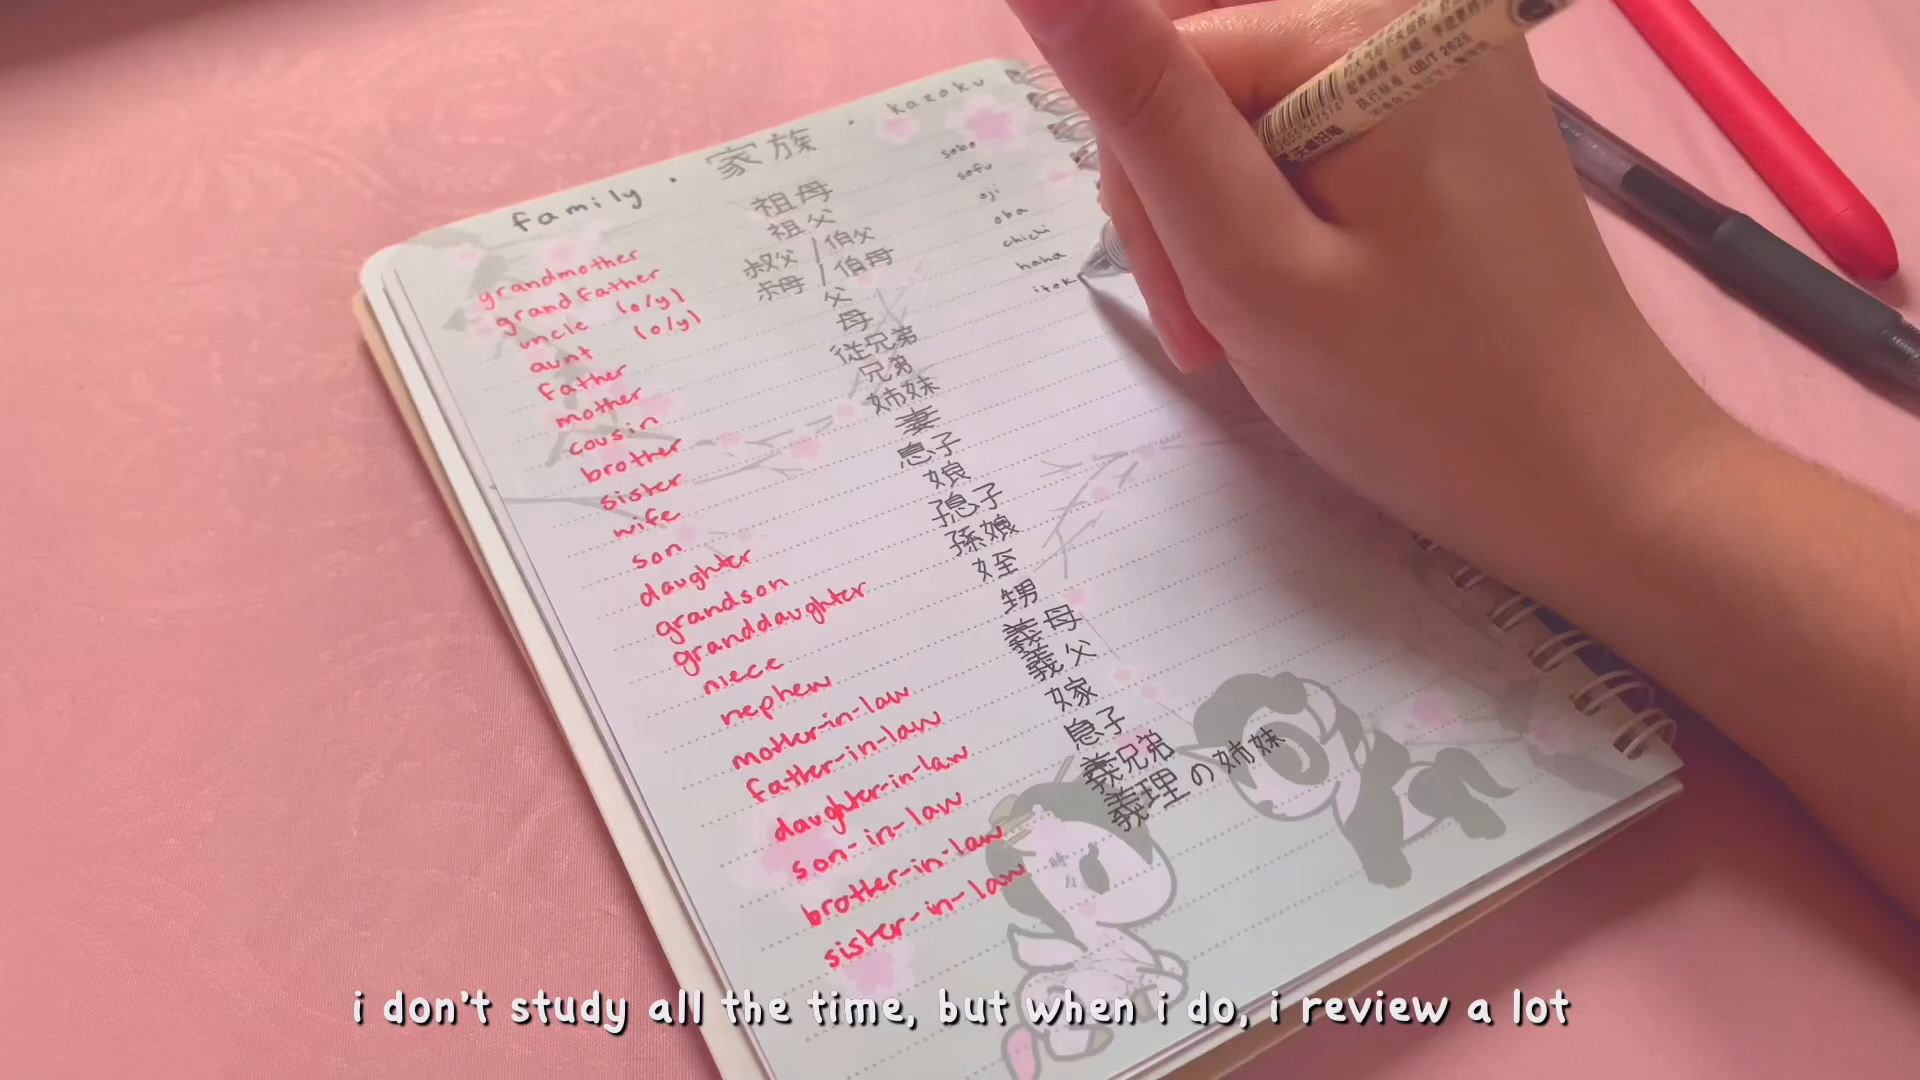 family · 家族 · kazoku
grandmother 祖母 sobo
grandfather 祖父 sofu
uncle (o/y) 叔父 / 伯父 oji
aunt (o/y) 叔母 / 伯母 oba
father 父 chichi
mother 母 haha
cousin 従兄弟 itok
brother 兄弟
sister 姉妹
wife 妻
son 息子
daughter 娘
grandson 孫息子
granddaughter 孫娘
niece 姪
nephew 甥
mother-in-law 義母
father-in-law 義父
daughter-in-law 嫁
son-in-law 息子
brother-in-law 義兄弟
sister-in-law 義理の姉妹
i don't study all the time, but when i do, i review a lot